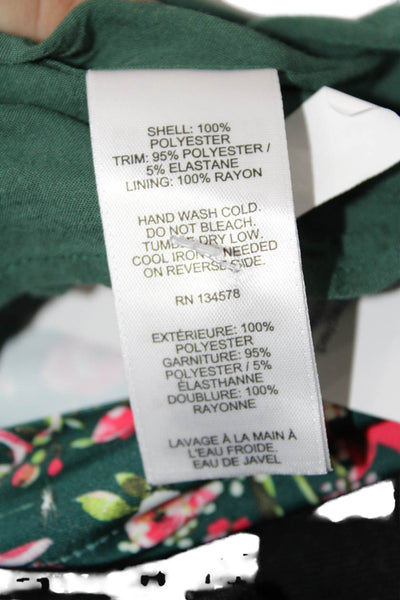 SHELL: 100%
POLYESTER
TRIM: 95% POLYESTER /
5% ELASTANE
LINING: 100% RAYON
HAND WASH COLD.
DO NOT BLEACH.
TUMBLE DRY LOW.
COOL IRON IF NEEDED
ON REVERSE SIDE.
RN 134578
EXTÉRIEURE: 100%
POLYESTER
GARNITURE: 95%
POLYESTER / 5%
ÉLASTHANNE
DOUBLURE: 100%
RAYONNE
LAVAGE À LA MAIN À
L'EAU FROIDE.
EAU DE JAVEL